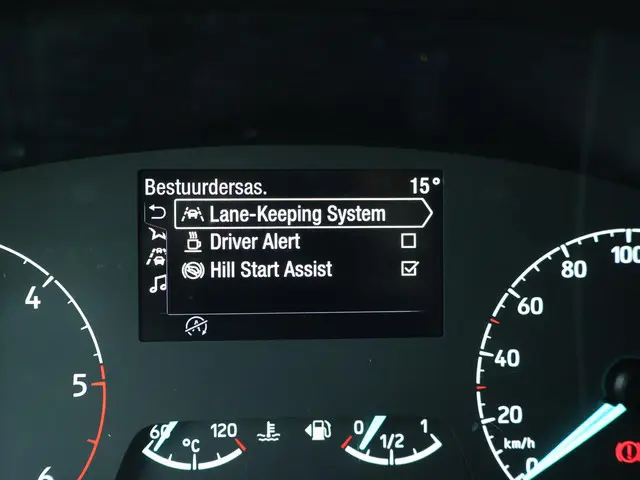 Bestuurdersas. 15°
Lane-Keeping System
Driver Alert
Hill Start Assist
4
5
6
60 °C 120
0 1/2 1
100
80
60
40
20
km/h
0